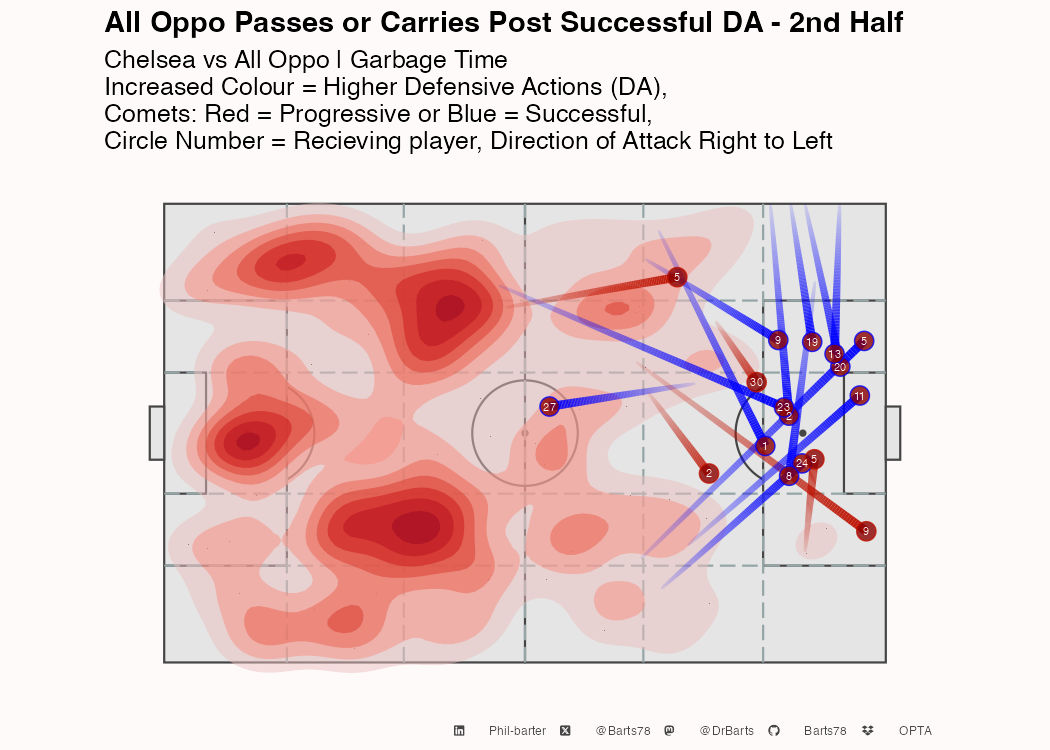 All Oppo Passes or Carries Post Successful DA - 2nd Half
Chelsea vs All Oppo | Garbage Time
Increased Colour = Higher Defensive Actions (DA),
Comets: Red = Progressive or Blue = Successful,
Circle Number = Recieving player, Direction of Attack Right to Left
5
9
19
13
5
20
30
11
27
23
2
1
5
24
2
8
9
Phil-barter @Barts78 @DrBarts Barts78 OPTA